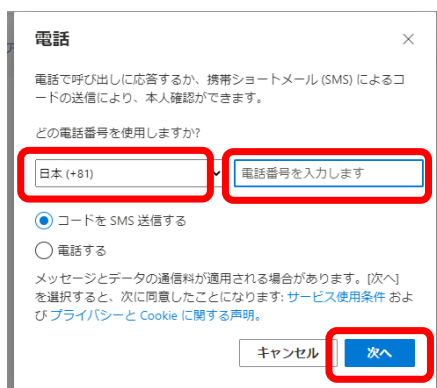 電話
電話で呼び出しに応答するか、携帯ショートメール (SMS) によるコ
ードの送信により、本人確認ができます。
どの電話番号を使用しますか?
日本 (+81) 電話番号を入力します
コードを SMS 送信する
電話する
メッセージとデータの通信料が適用される場合があります。[次へ]
を選択すると、次に同意したことになります: サービス使用条件 およ
び プライバシーと Cookie に関する声明。
キャンセル 次へ